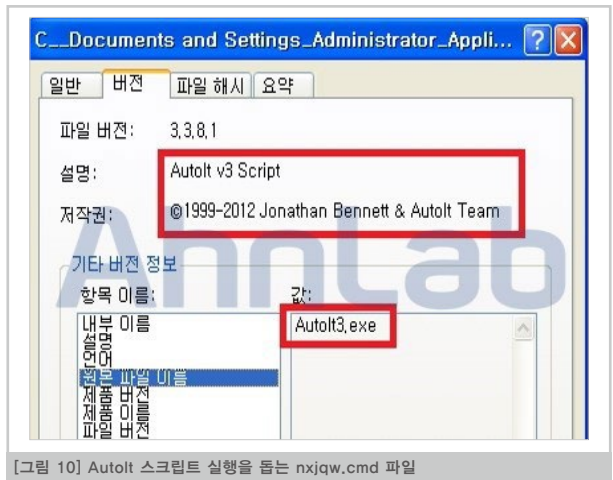 C__Documents and Settings_Administrator_Appli...
일반 버전 파일 해시 요약
파일 버전: 3.3.8.1
설명: AutoIt v3 Script
저작권: ©1999-2012 Jonathan Bennett & AutoIt Team
AhnLab
기타 버전 정보
항목 이름: 값:
내부 이름 AutoIt3.exe
설명
언어
원본 파일 이름
제품 버전
제품 이름
파일 버전
[그림 10] AutoIt 스크립트 실행을 돕는 nxjqw.cmd 파일